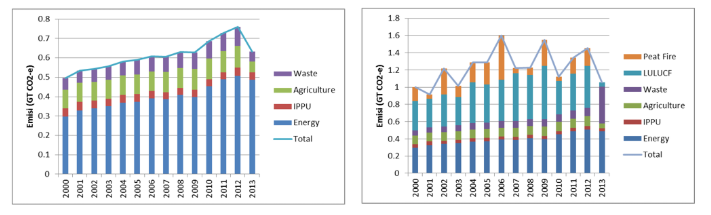 Emisi (GT CO2-e)
0.8
0.7
0.6
0.5
0.4
0.3
0.2
0.1
0
2000 2001 2002 2003 2004 2005 2006 2007 2008 2009 2010 2011 2012 2013
Waste
Agriculture
IPPU
Energy
Total
Emisi (GT CO2-e)
1.8
1.6
1.4
1.2
1
0.8
0.6
0.4
0.2
0
2000 2001 2002 2003 2004 2005 2006 2007 2008 2009 2010 2011 2012 2013
Peat Fire
LULUCF
Waste
Agriculture
IPPU
Energy
Total